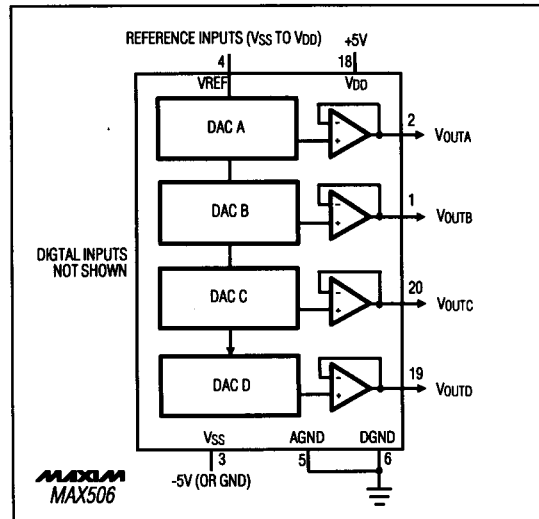 REFERENCE INPUTS (VSS TO VDD)
+5V
4
18
VREF
VDD
DAC A
2
VOUTA
DAC B
1
VOUTB
DIGTAL INPUTS
NOT SHOWN
DAC C
20
VOUTC
DAC D
19
VOUTD
VSS
AGND
DGND
3
5
6
-5V (OR GND)
MAXIM
MAX506
- +
- +
- +
- +